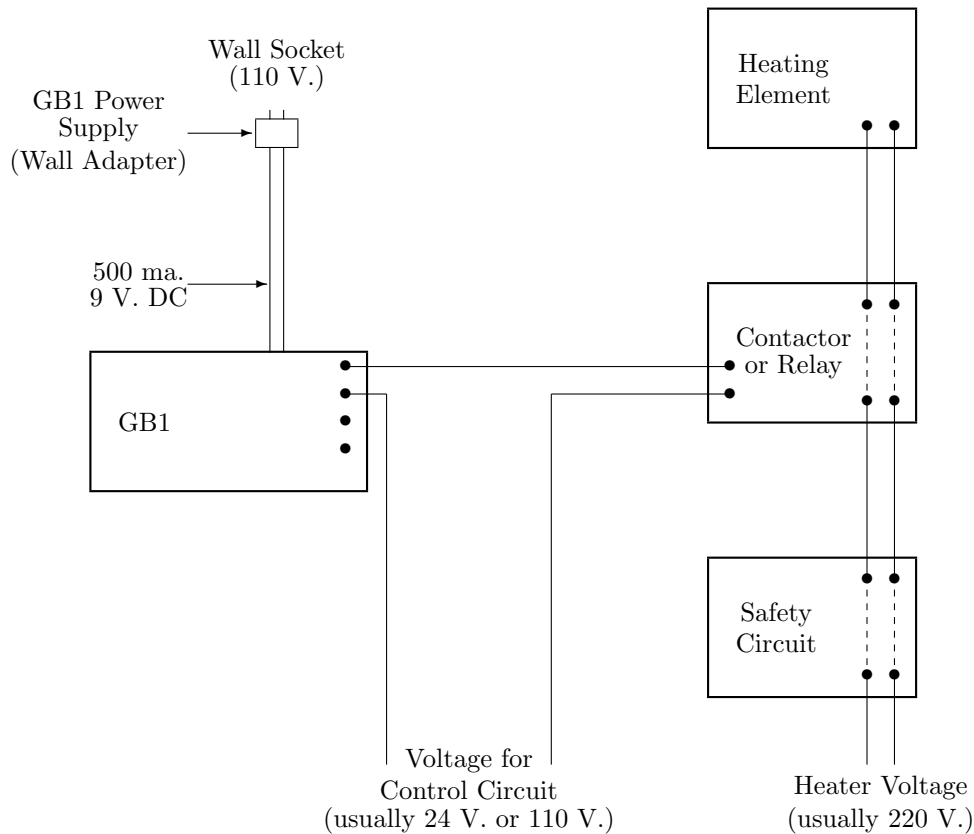 Wall Socket
(110 V.)
GB1 Power
Supply
(Wall Adapter)
500 ma.
9 V. DC
GB1
Heating
Element
Contactor
or Relay
Safety
Circuit
Voltage for
Control Circuit
(usually 24 V. or 110 V.)
Heater Voltage
(usually 220 V.)